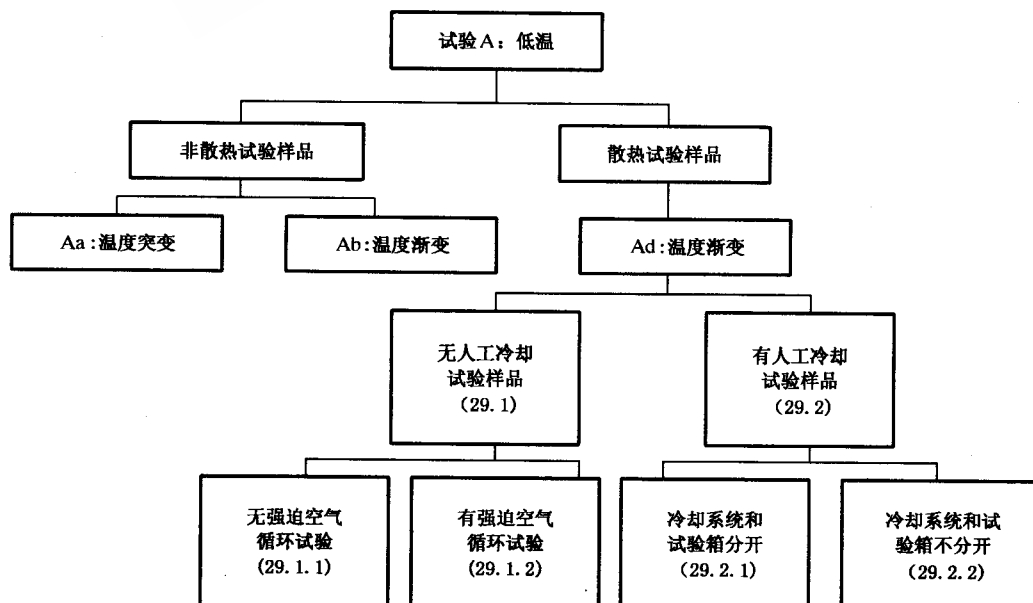 试验A：低温
非散热试验样品
散热试验样品
Aa:温度突变
Ab:温度渐变
Ad:温度渐变
无人工冷却
试验样品
(29.1)
有人工冷却
试验样品
(29.2)
无强迫空气
循环试验
(29.1.1)
有强迫空气
循环试验
(29.1.2)
冷却系统和
试验箱分开
(29.2.1)
冷却系统和试
验箱不分开
(29.2.2)